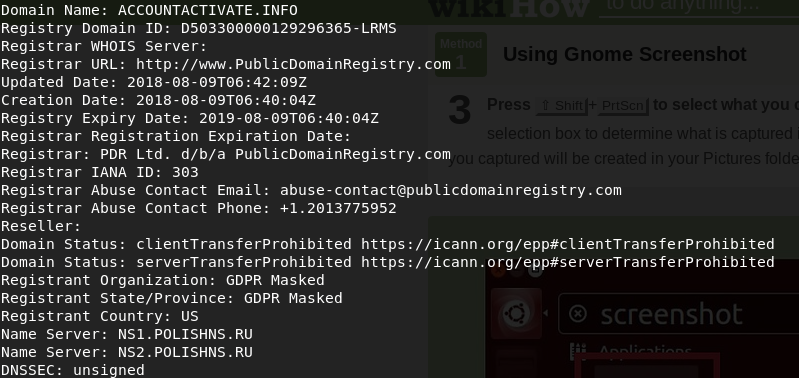 Domain Name: ACCOUNTACTIVATE.INFO
Registry Domain ID: D503300000129296365-LRMS
Registrar WHOIS Server:
Registrar URL: http://www.PublicDomainRegistry.com
Updated Date: 2018-08-09T06:42:09Z
Creation Date: 2018-08-09T06:40:04Z
Registry Expiry Date: 2019-08-09T06:40:04Z
Registrar Registration Expiration Date:
Registrar: PDR Ltd. d/b/a PublicDomainRegistry.com
Registrar IANA ID: 303
Registrar Abuse Contact Email: abuse-contact@publicdomainregistry.com
Registrar Abuse Contact Phone: +1.2013775952
Reseller:
Domain Status: clientTransferProhibited https://icann.org/epp#clientTransferProhibited
Domain Status: serverTransferProhibited https://icann.org/epp#serverTransferProhibited
Registrant Organization: GDPR Masked
Registrant State/Province: GDPR Masked
Registrant Country: US
Name Server: NS1.POLISHNS.RU
Name Server: NS2.POLISHNS.RU
DNSSEC: unsigned
wikiHow to do anything...
Method
1
Using Gnome Screenshot
3 Press ⇧ Shift + PrtScn to select what you
selection box to determine what is captured
you captured will be created in your Pictures
screenshot
Applications